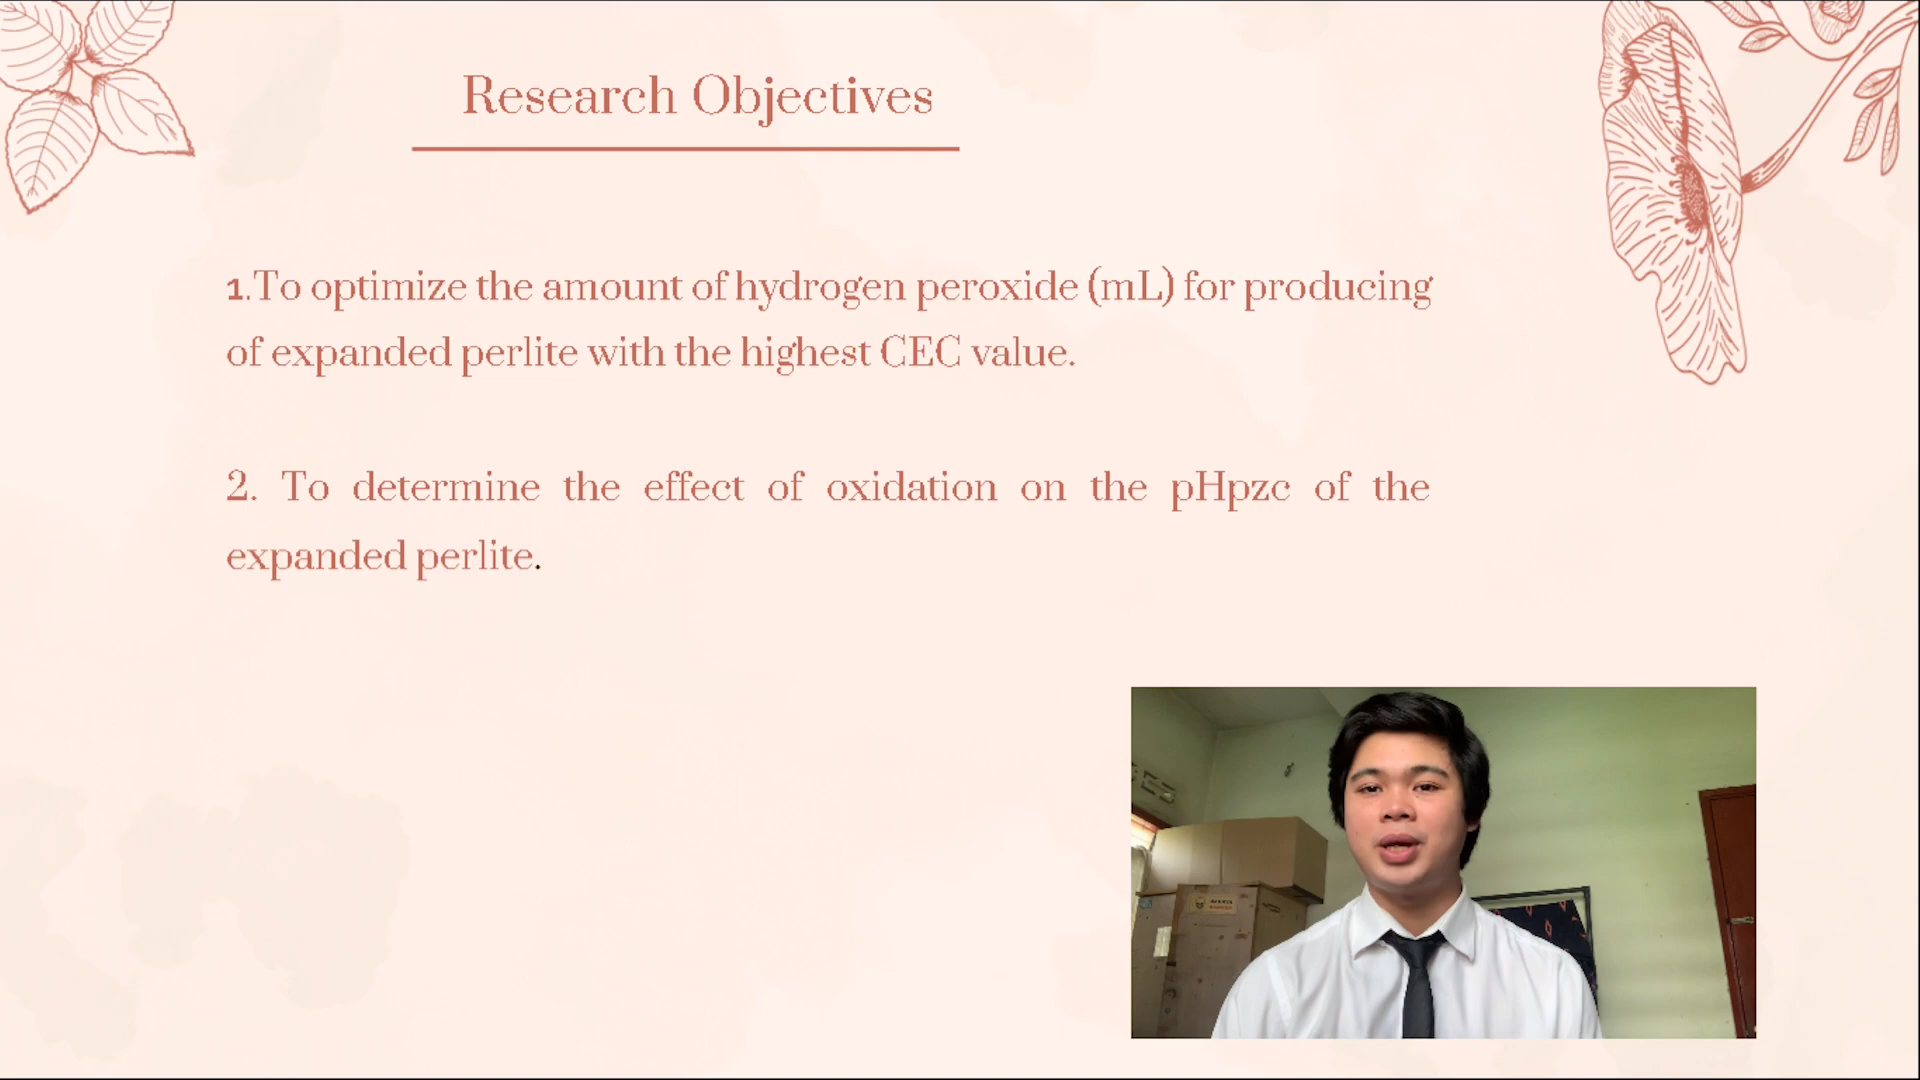 Research Objectives
1.To optimize the amount of hydrogen peroxide (mL) for producing
of expanded perlite with the highest CEC value.
2. To determine the effect of oxidation on the pHpzc of the
expanded perlite.